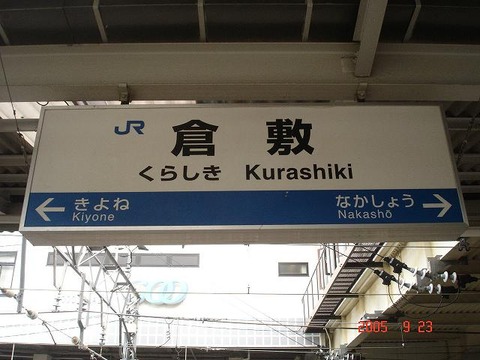 JR 倉敷
くらしき Kurashiki
← きよね なかしょう →
Kiyone Nakashō
2005 9 23